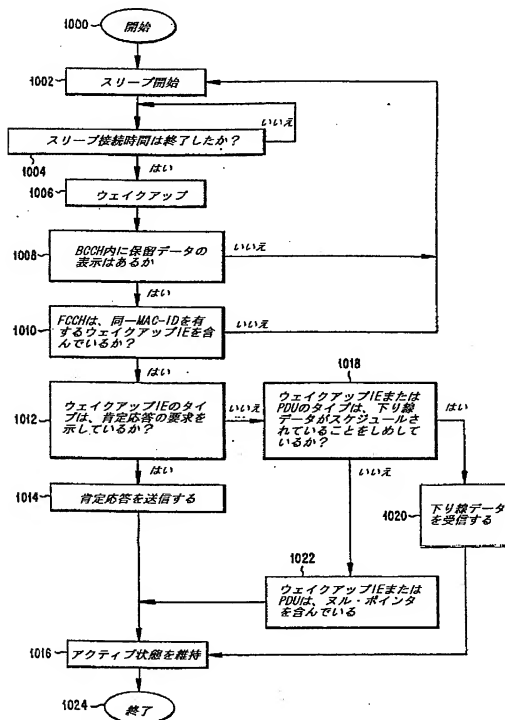 1000
開始
1002
スリープ開始
いいえ
スリープ接続時間は終了したか?
1004
はい
1006
ウェイクアップ
1008
BCCH内に保留データの
表示はあるか
いいえ
はい
1010
FCCHは、同一MAC-IDを有
するウェイクアップIEを含
んでいるか?
いいえ
はい
1012
ウェイクアップIEのタイ
プは、肯定応答の要求
を示しているか?
いいえ
1018
ウェイクアップIEまたは
PDUのタイプは、下り線
データがスケジュールさ
れていることをしめして
いるか?
はい
はい
いいえ
1014
肯定応答を送信する
1020
下り線データ
を受信する
1022
ウェイクアップIEまたは
PDUは、ヌル・ポインタ
を含んでいる
1016
アクティブ状態を維持
1024
終了